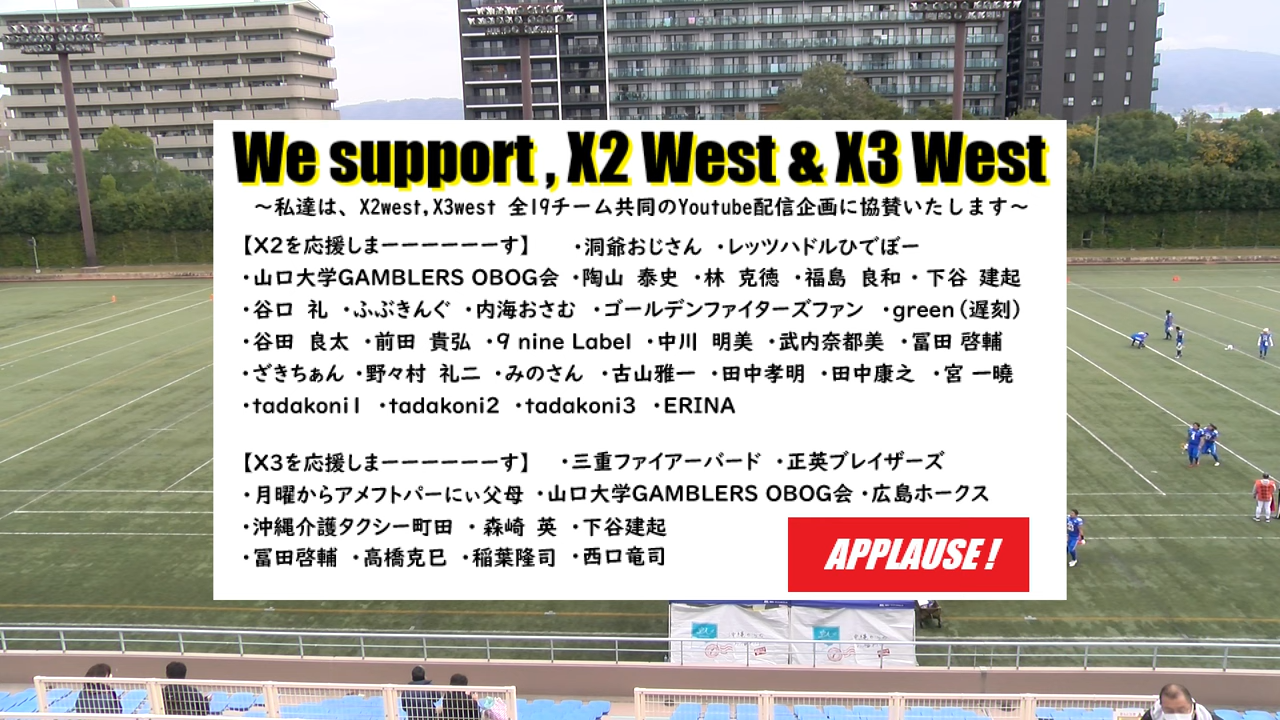 We support , X2 West & X3 West
～私達は、X2west,X3west 全19チーム共同のYoutube配信企画に協賛いたします～
【X2を応援しまーーーーーーす】 ・洞爺おじさん ・レッツハドルひでぼー
・山口大学GAMBLERS OBOG会 ・陶山 泰史 ・林 克徳 ・福島 良和 ・下谷 建起
・谷口 礼 ・ふぶきんぐ ・内海おさむ ・ゴールデンファイターズファン ・green（遅刻）
・谷田 良太 ・前田 貴弘 ・9 nine Label ・中川 明美 ・武内奈都美 ・冨田 啓輔
・ざきちぁん ・野々村 礼二 ・みのさん ・古山雅一 ・田中孝明 ・田中康之 ・宮 一曉
・tadakoni1 ・tadakoni2 ・tadakoni3 ・ERINA
【X3を応援しまーーーーーーす】 ・三重ファイアーバード ・正英ブレイザーズ
・月曜からアメフトパーにぃ父母 ・山口大学GAMBLERS OBOG会 ・広島ホークス
・沖縄介護タクシー町田 ・森崎 英 ・下谷建起
・冨田啓輔 ・高橋克巳 ・稲葉隆司 ・西口竜司
APPLAUSE !